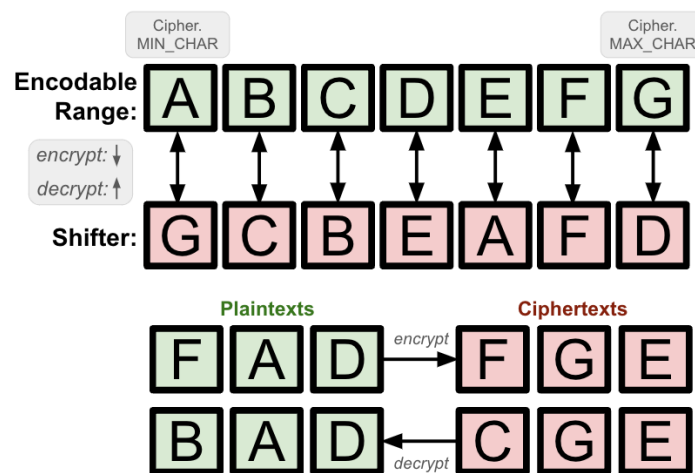 Cipher.
MIN_CHAR
Cipher.
MAX_CHAR
Encodable
Range:
A B C D E F G
encrypt:
decrypt:
Shifter:
G C B E A F D
Plaintexts
Ciphertexts
F A D
encrypt
F G E
B A D
decrypt
C G E